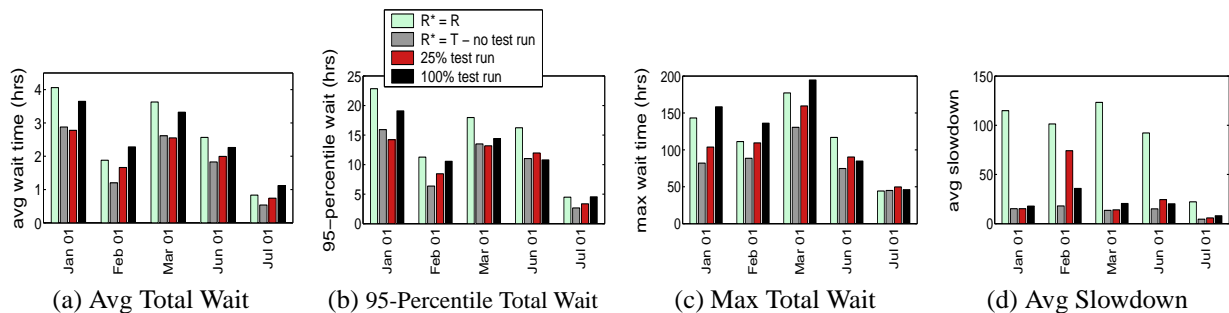 R* = R
R* = T – no test run
25% test run
100% test run
avg wait time (hrs)
4
3
2
1
0
Jan 01
Feb 01
Mar 01
Jun 01
Jul 01
(a) Avg Total Wait
95–percentile wait (hrs)
25
20
15
10
5
0
Jan 01
Feb 01
Mar 01
Jun 01
Jul 01
(b) 95-Percentile Total Wait
max wait time (hrs)
200
150
100
50
0
Jan 01
Feb 01
Mar 01
Jun 01
Jul 01
(c) Max Total Wait
avg slowdown
150
100
50
0
Jan 01
Feb 01
Mar 01
Jun 01
Jul 01
(d) Avg Slowdown